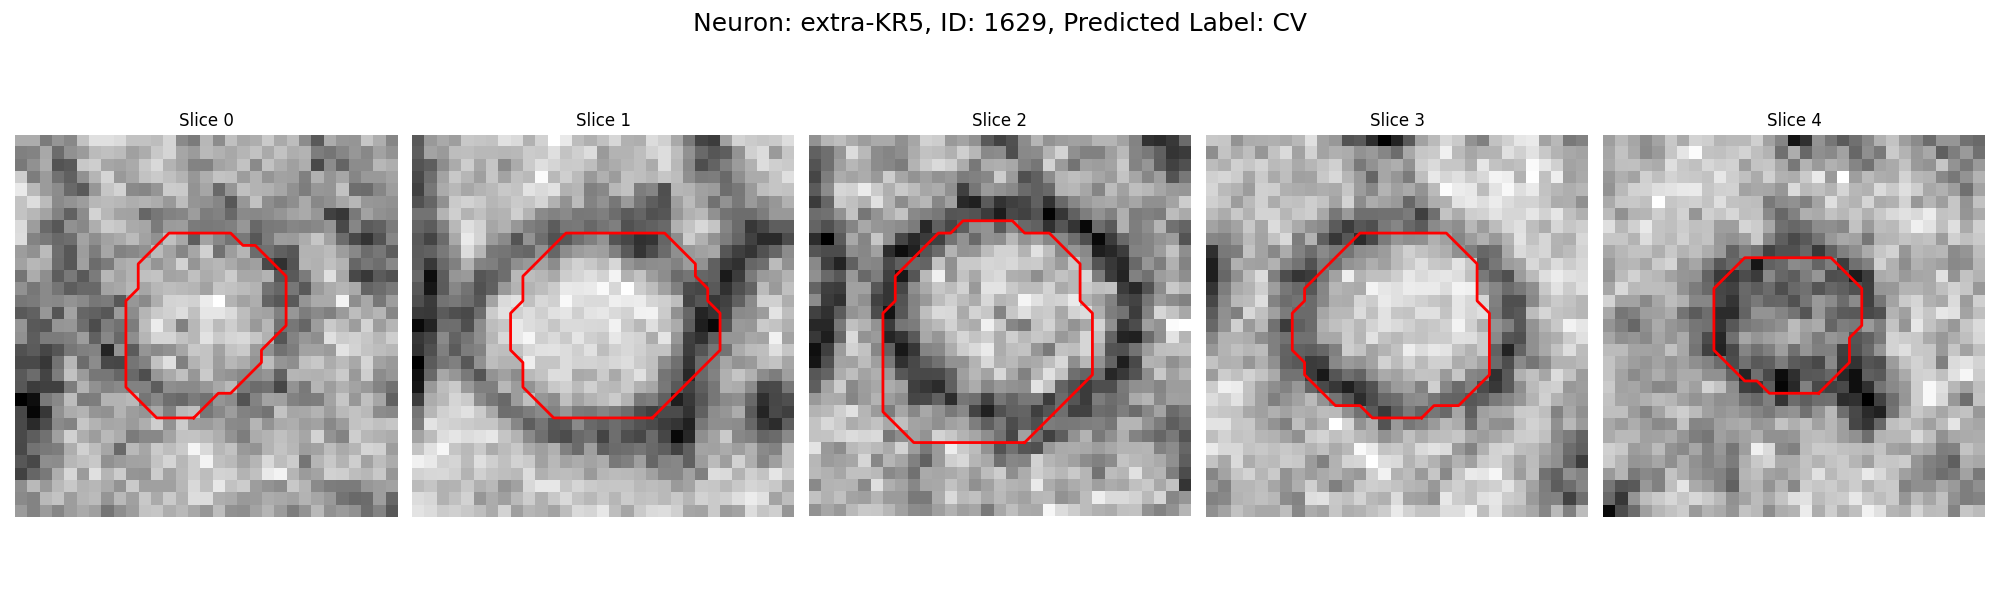 Neuron: extra-KR5, ID: 1629, Predicted Label: CV
Slice 0
Slice 1
Slice 2
Slice 3
Slice 4